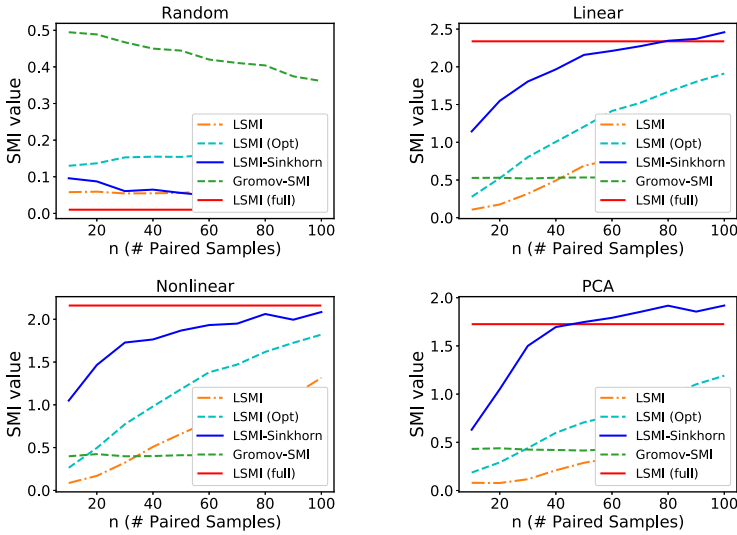 Random
SMI value
0.5
0.4
0.3
0.2
0.1
0.0
LSMI
LSMI (Opt)
LSMI-Sinkhorn
Gromov-SMI
LSMI (full)
20 40 60 80 100
n (# Paired Samples)
Linear
SMI value
2.5
2.0
1.5
1.0
0.5
0.0
LSMI
LSMI (Opt)
LSMI-Sinkhorn
Gromov-SMI
LSMI (full)
20 40 60 80 100
n (# Paired Samples)
Nonlinear
SMI value
2.0
1.5
1.0
0.5
0.0
LSMI
LSMI (Opt)
LSMI-Sinkhorn
Gromov-SMI
LSMI (full)
20 40 60 80 100
n (# Paired Samples)
PCA
SMI value
2.0
1.5
1.0
0.5
0.0
LSMI
LSMI (Opt)
LSMI-Sinkhorn
Gromov-SMI
LSMI (full)
20 40 60 80 100
n (# Paired Samples)